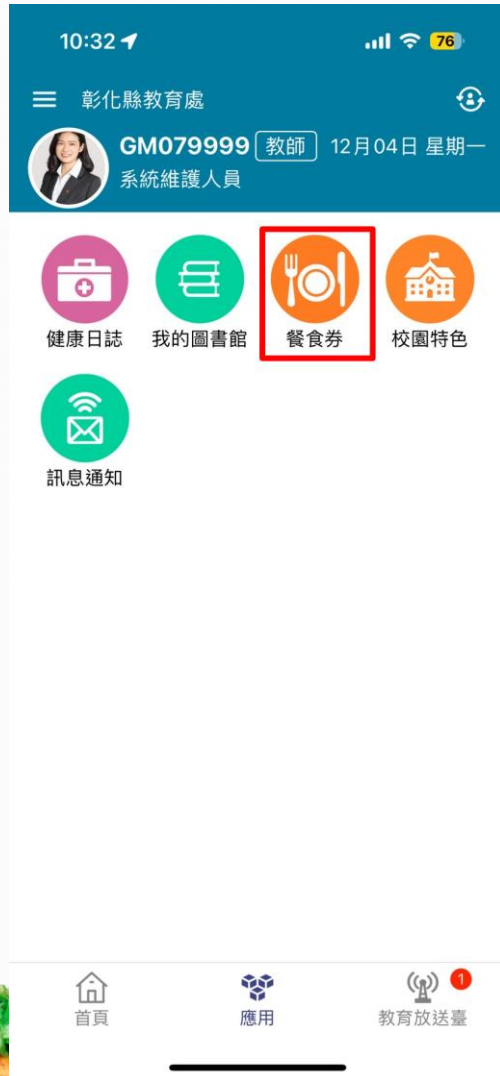 10:32
76
彰化縣教育處
GM079999 教師 12月04日 星期一
系統維護人員
健康日誌 我的圖書館 餐食券 校園特色
訊息通知
1
首頁 應用 教育放送臺